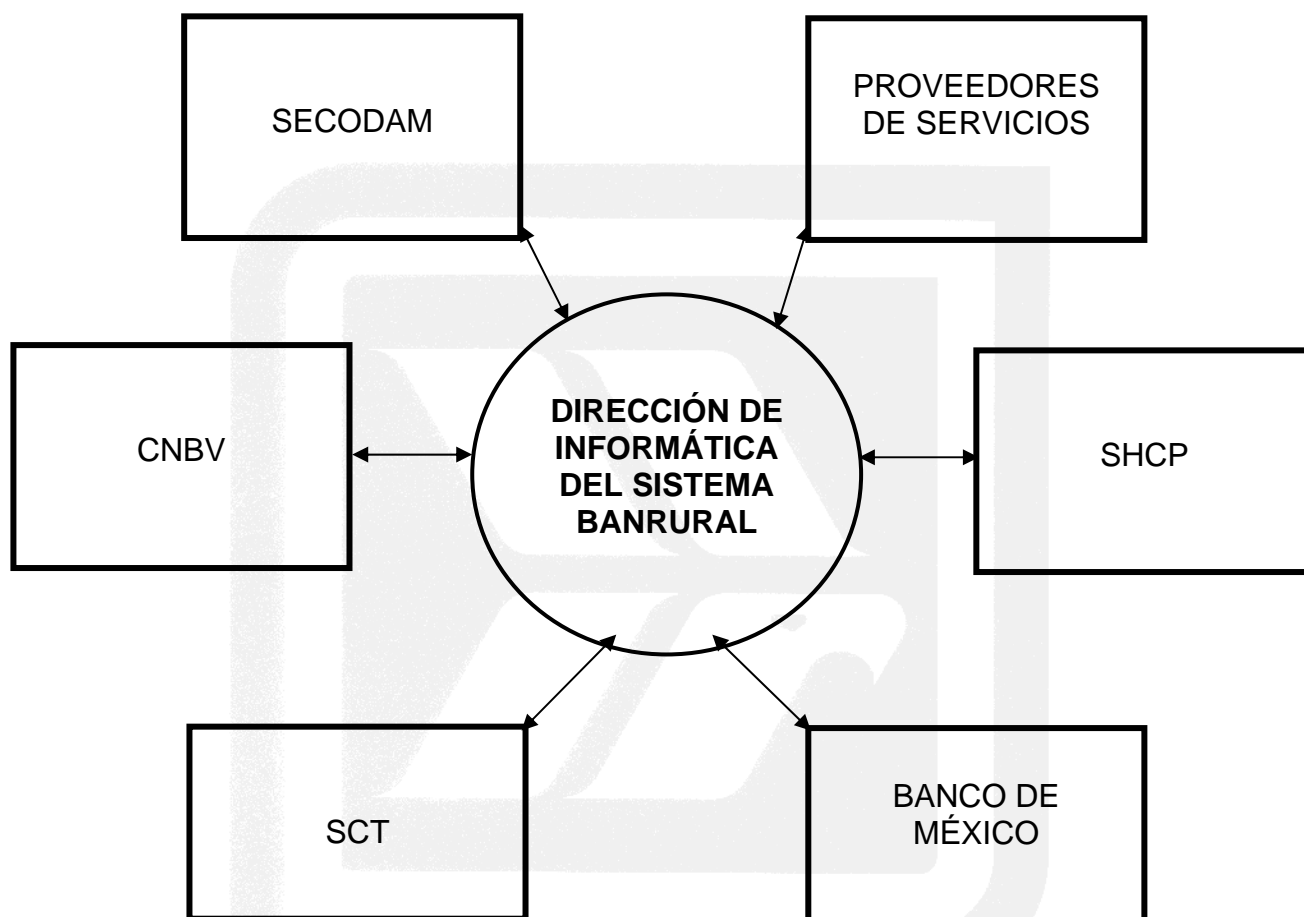 SECODAM
PROVEEDORES
DE SERVICIOS
CNBV
DIRECCIÓN DE
INFORMÁTICA
DEL SISTEMA
BANRURAL
SHCP
SCT
BANCO DE
MÉXICO